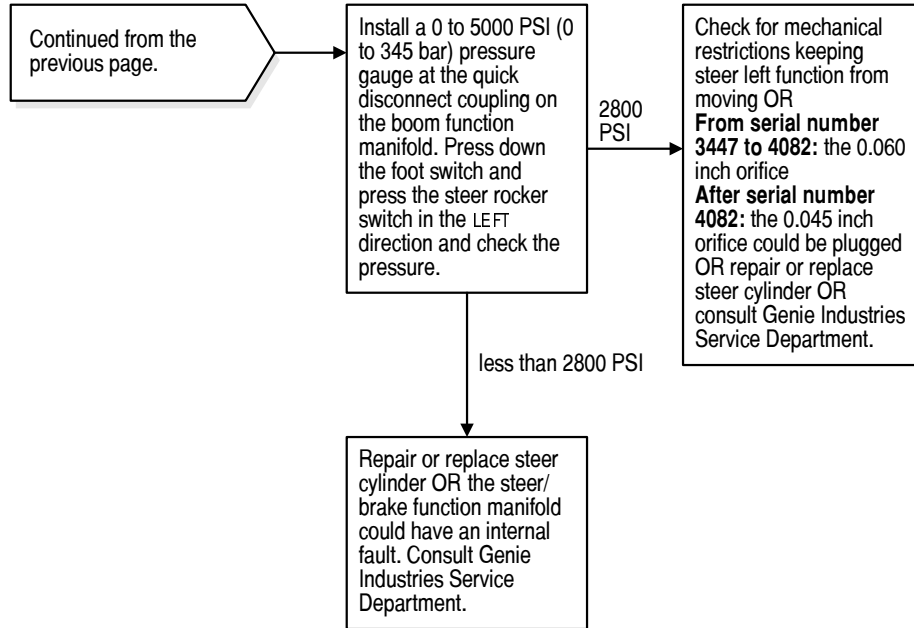 Continued from the
previous page.
Install a 0 to 5000 PSI (0
to 345 bar) pressure
gauge at the quick
disconnect coupling on
the boom function
manifold. Press down
the foot switch and
press the steer rocker
switch in the LEFT
direction and check the
pressure.
2800
PSI
Check for mechanical
restrictions keeping
steer left function from
moving OR
From serial number
3447 to 4082: the 0.060
inch orifice
After serial number
4082: the 0.045 inch
orifice could be plugged
OR repair or replace
steer cylinder OR
consult Genie Industries
Service Department.
less than 2800 PSI
Repair or replace steer
cylinder OR the steer/
brake function manifold
could have an internal
fault. Consult Genie
Industries Service
Department.